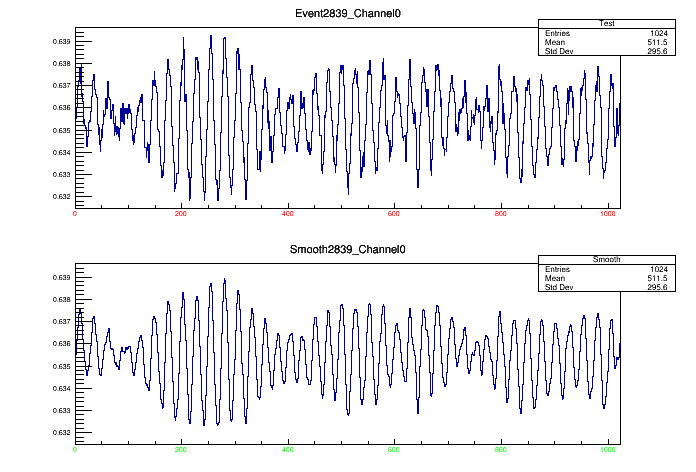 Event2839_Channel0
Test
Entries 1024
Mean 511.5
Std Dev 295.6
0.639
0.638
0.637
0.636
0.635
0.634
0.633
0.632
0 200 400 600 800 1000
Smooth2839_Channel0
Smooth
Entries 1024
Mean 511.5
Std Dev 295.6
0.639
0.638
0.637
0.636
0.635
0.634
0.633
0.632
0 200 400 600 800 1000